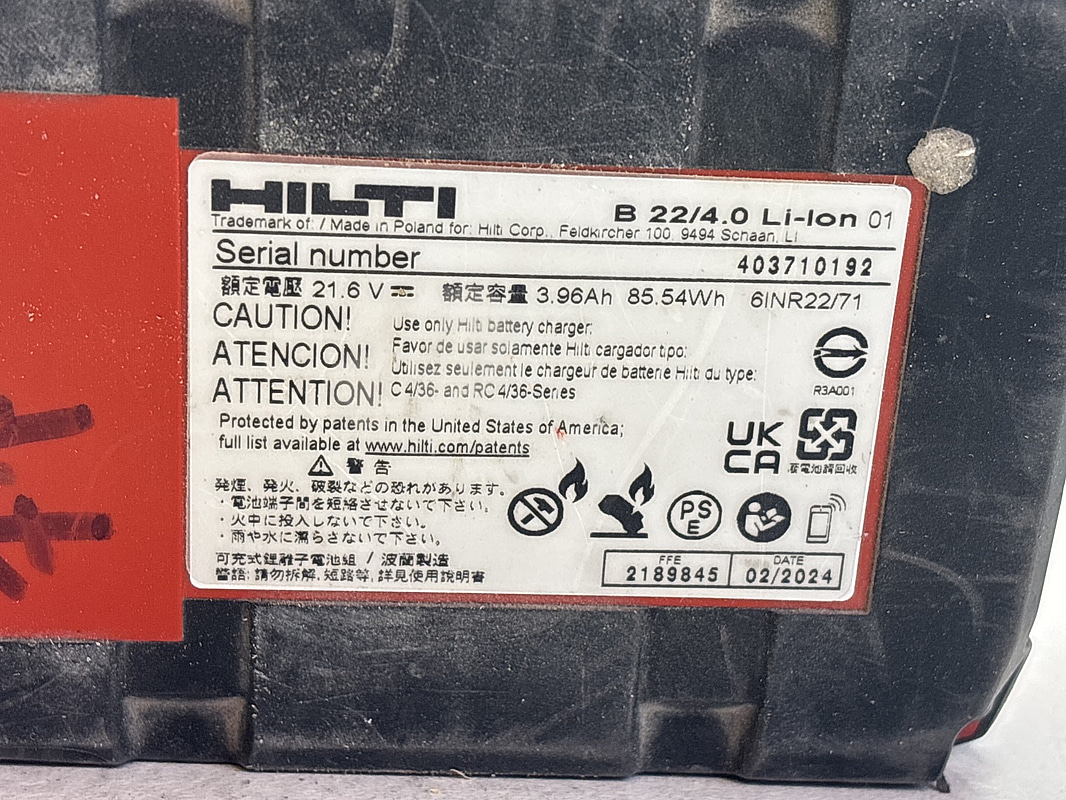 HILTI
B 22/4.0 Li-Ion 01
Trademark of: / Made in Poland for: Hilti Corp., Feldkircher 100, 9494 Schaan, LI
Serial number 403710192
額定電壓 21.6 V 額定容量 3.96Ah 85.54Wh 6INR22/71
CAUTION! Use only Hilti battery charger:
ATENCION! Favor de usar solamente Hilti cargador tipo:
Utilisez seulement le chargeur de batterie Hilti du type:
ATTENTION! C 4/36- and RC 4/36-Series
R3A001
Protected by patents in the United States of America;
full list available at www.hilti.com/patents
UK
CA
廢電池請回收
警告
発煙、発火、破裂などの恐れがあります。
・電池端子間を短絡させないで下さい。
・火中に投入しないで下さい。
・雨や水に濡らさないで下さい。
PS
E
可充式鋰離子電池組 / 波蘭製造
警語: 請勿拆解, 短路等, 詳見使用說明書
FFE DATE
2189845 02/2024